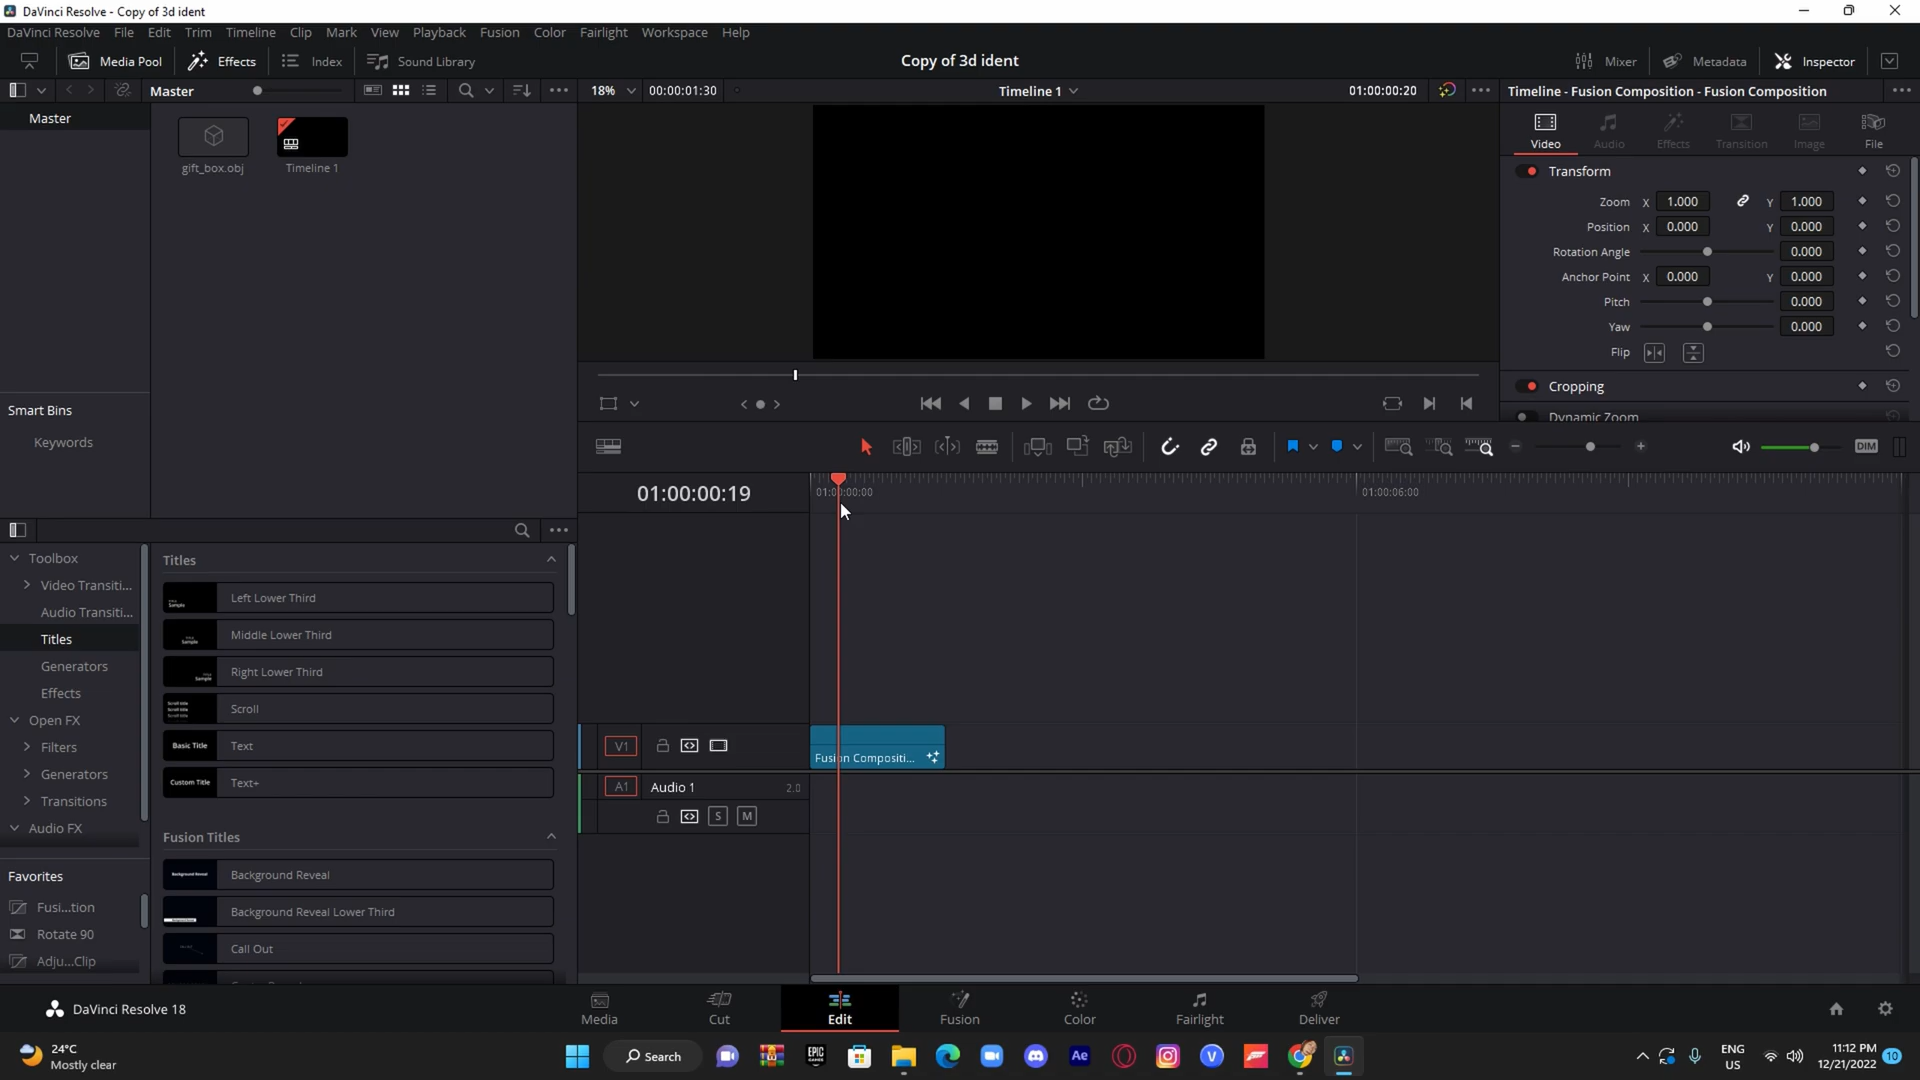 DaVinci Resolve - Copy of 3d ident
DaVinci Resolve File Edit Trim Timeline Clip Mark View Playback Fusion Color Fairlight Workspace Help
Media Pool Effects Index Sound Library
Copy of 3d ident
Mixer Metadata Inspector
Master
18% 00:00:01:30 Timeline 1 01:00:00:20
Timeline - Fusion Composition - Fusion Composition
Master
gift_box.obj Timeline 1
Video Audio Effects Transition Image File
Transform
Zoom X 1.000 Y 1.000
Position X 0.000 Y 0.000
Rotation Angle 0.000
Anchor Point X 0.000 Y 0.000
Pitch 0.000
Yaw 0.000
Flip
Cropping
Dynamic Zoom
Smart Bins
Keywords
DIM
01:00:00:19
01:00:00:00 01:00:06:00
Toolbox
Video Transiti...
Audio Transiti...
Titles
Generators
Effects
Open FX
Filters
Generators
Transitions
Audio FX
Favorites
Fusi...tion
Rotate 90
Adju...Clip
Titles
Left Lower Third
Middle Lower Third
Right Lower Third
Scroll
Basic Title Text
Custom Title Text+
Fusion Titles
Background Reveal Background Reveal
Background Reveal Lower Third
Call Out
V1
Fusion Compositi...
A1 Audio 1 2.0
S M
DaVinci Resolve 18
Media Cut Edit Fusion Color Fairlight Deliver
24°C
Mostly clear
Search
EPIC GAMES
Ae
V
ENG
US
11:12 PM
12/21/2022
10